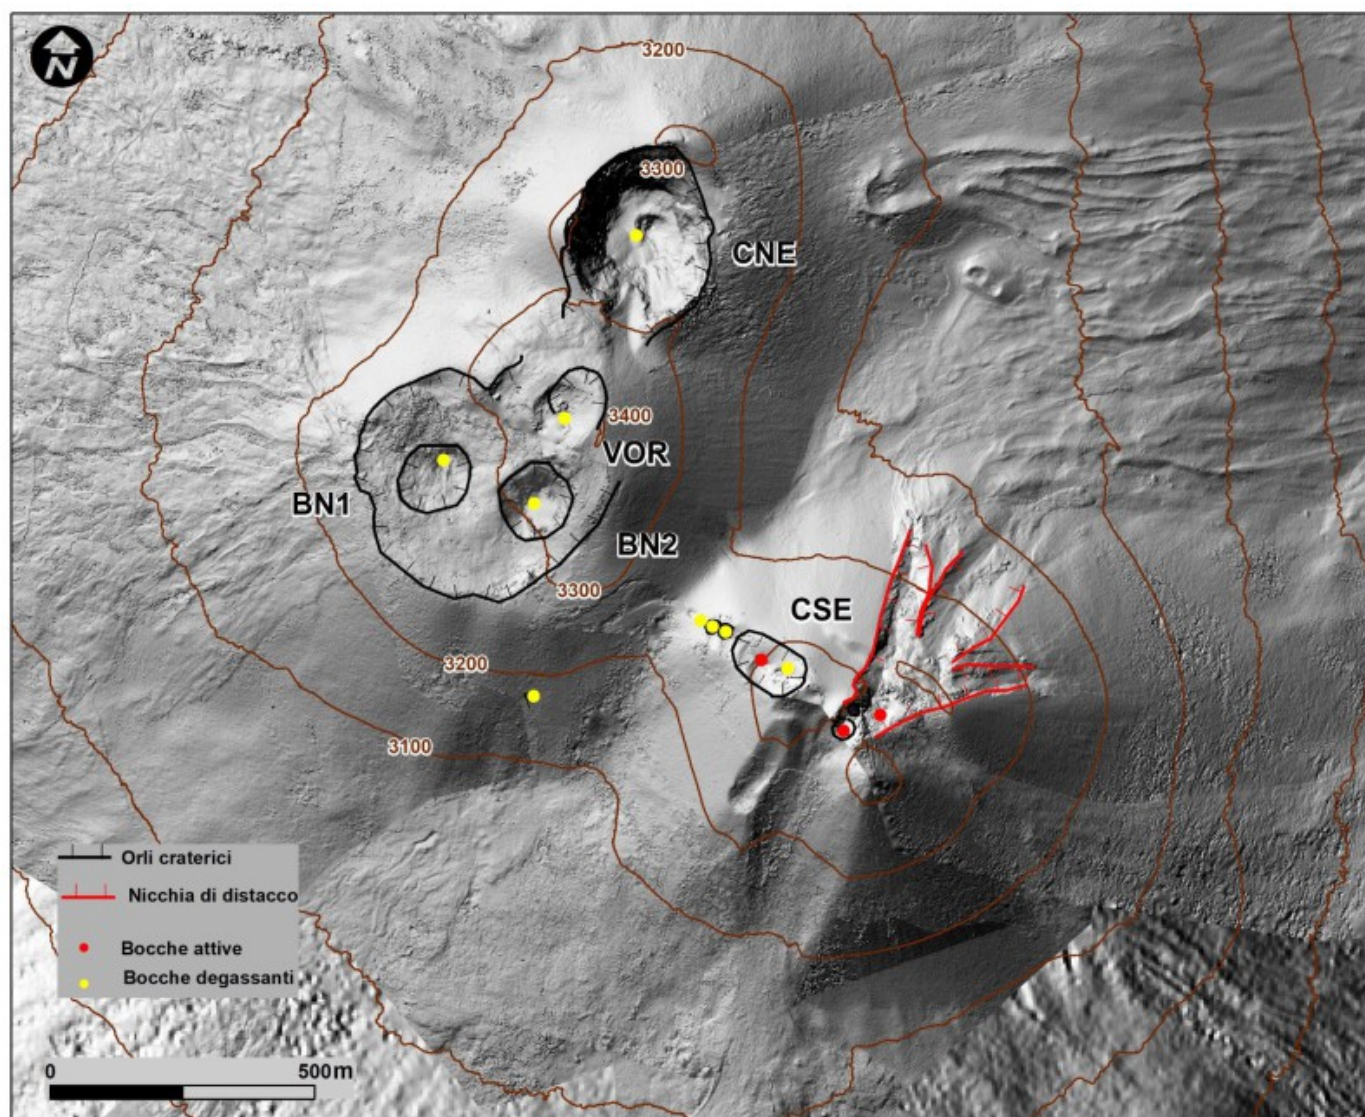 N
3200
3300
CNE
3400
VOR
BN1
BN2
3300
CSE
3200
3100
Orli craterici
Nicchia di distacco
Bocche attive
Bocche degassanti
0
500m